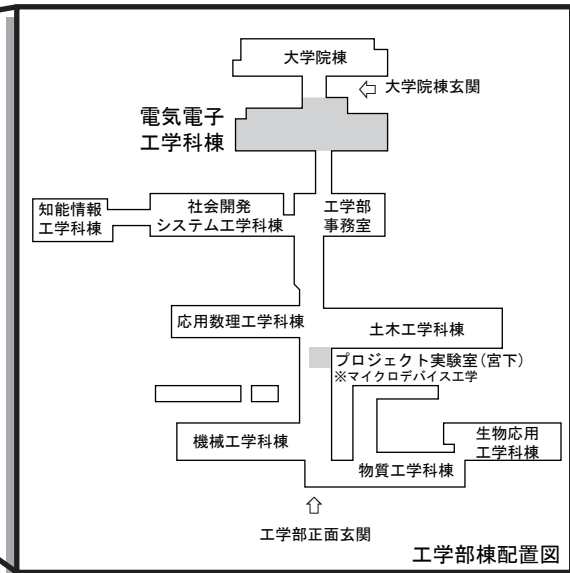 大学院棟
大学院棟玄関
電気電子
工学科棟
知能情報
工学科棟
社会開発
システム工学科棟
工学部
事務室
応用数理工学科棟
土木工学科棟
プロジェクト実験室(宮下)
※マイクロデバイス工学
機械工学科棟
生物応用
工学科棟
物質工学科棟
工学部正面玄関
工学部棟配置図